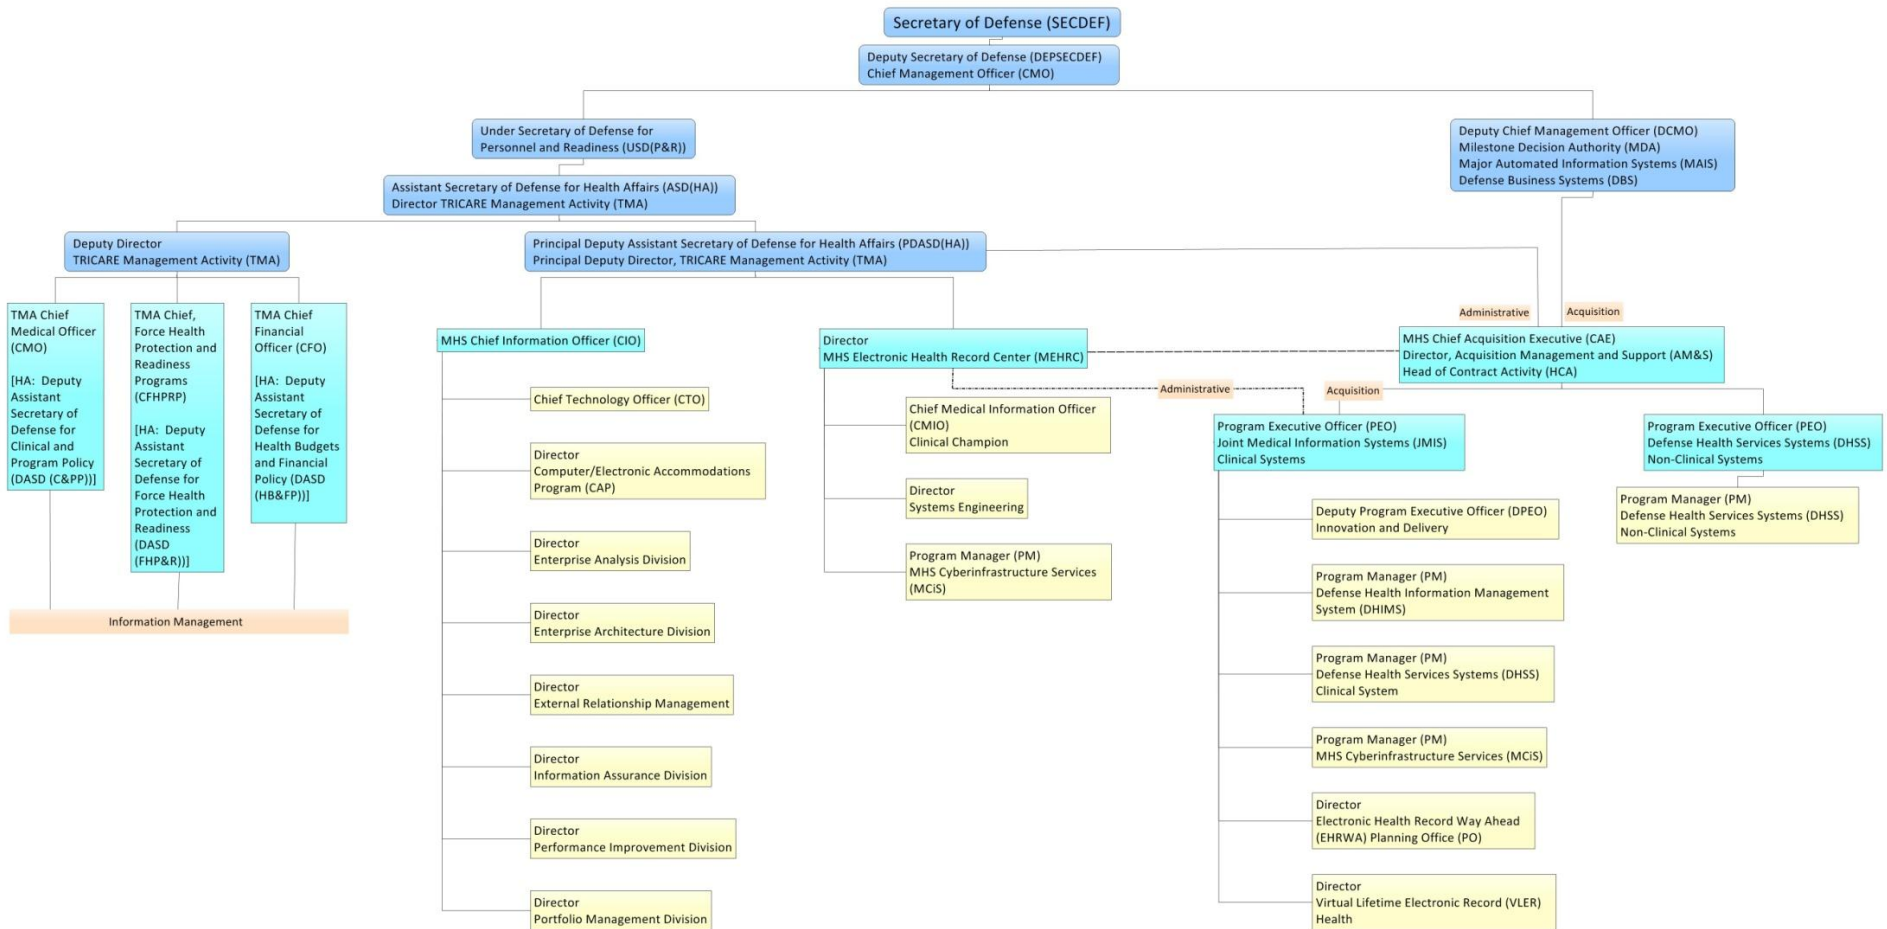 Secretary of Defense (SECDEF)
Deputy Secretary of Defense (DEPSECDEF)
Chief Management Officer (CMO)
Under Secretary of Defense for
Personnel and Readiness (USD(P&R))
Deputy Chief Management Officer (DCMO)
Milestone Decision Authority (MDA)
Major Automated Information Systems (MAIS)
Defense Business Systems (DBS)
Assistant Secretary of Defense for Health Affairs (ASD(HA))
Director TRICARE Management Activity (TMA)
Deputy Director
TRICARE Management Activity (TMA)
Principal Deputy Assistant Secretary of Defense for Health Affairs (PDASD(HA))
Principal Deputy Director, TRICARE Management Activity (TMA)
TMA Chief
Medical Officer
(CMO)
[HA: Deputy
Assistant
Secretary of
Defense for
Clinical and
Program Policy
(DASD (C&PP))]
TMA Chief,
Force Health
Protection and
Readiness
Programs
(CFHPRP)
[HA: Deputy
Assistant
Secretary of
Defense for
Force Health
Protection and
Readiness
(DASD
(FHP&R))]
TMA Chief
Financial
Officer (CFO)
[HA: Deputy
Assistant
Secretary of
Defense for
Health Budgets
and Financial
Policy (DASD
(HB&FP))]
Information Management
MHS Chief Information Officer (CIO)
Chief Technology Officer (CTO)
Director
Computer/Electronic Accommodations
Program (CAP)
Director
Enterprise Analysis Division
Director
Enterprise Architecture Division
Director
External Relationship Management
Director
Information Assurance Division
Director
Performance Improvement Division
Director
Portfolio Management Division
Director
MHS Electronic Health Record Center (MEHRC)
Chief Medical Information Officer
(CMIO)
Clinical Champion
Director
Systems Engineering
Program Manager (PM)
MHS Cyberinfrastructure Services
(MCiS)
Administrative
Acquisition
MHS Chief Acquisition Executive (CAE)
Director, Acquisition Management and Support (AM&S)
Head of Contract Activity (HCA)
Administrative
Acquisition
Program Executive Officer (PEO)
Joint Medical Information Systems (JMIS)
Clinical Systems
Deputy Program Executive Officer (DPEO)
Innovation and Delivery
Program Manager (PM)
Defense Health Information Management
System (DHIMS)
Program Manager (PM)
Defense Health Services Systems (DHSS)
Clinical System
Program Manager (PM)
MHS Cyberinfrastructure Services (MCiS)
Director
Electronic Health Record Way Ahead
(EHRWA) Planning Office (PO)
Director
Virtual Lifetime Electronic Record (VLER)
Health
Program Executive Officer (PEO)
Defense Health Services Systems (DHSS)
Non-Clinical Systems
Program Manager (PM)
Defense Health Services Systems (DHSS)
Non-Clinical Systems